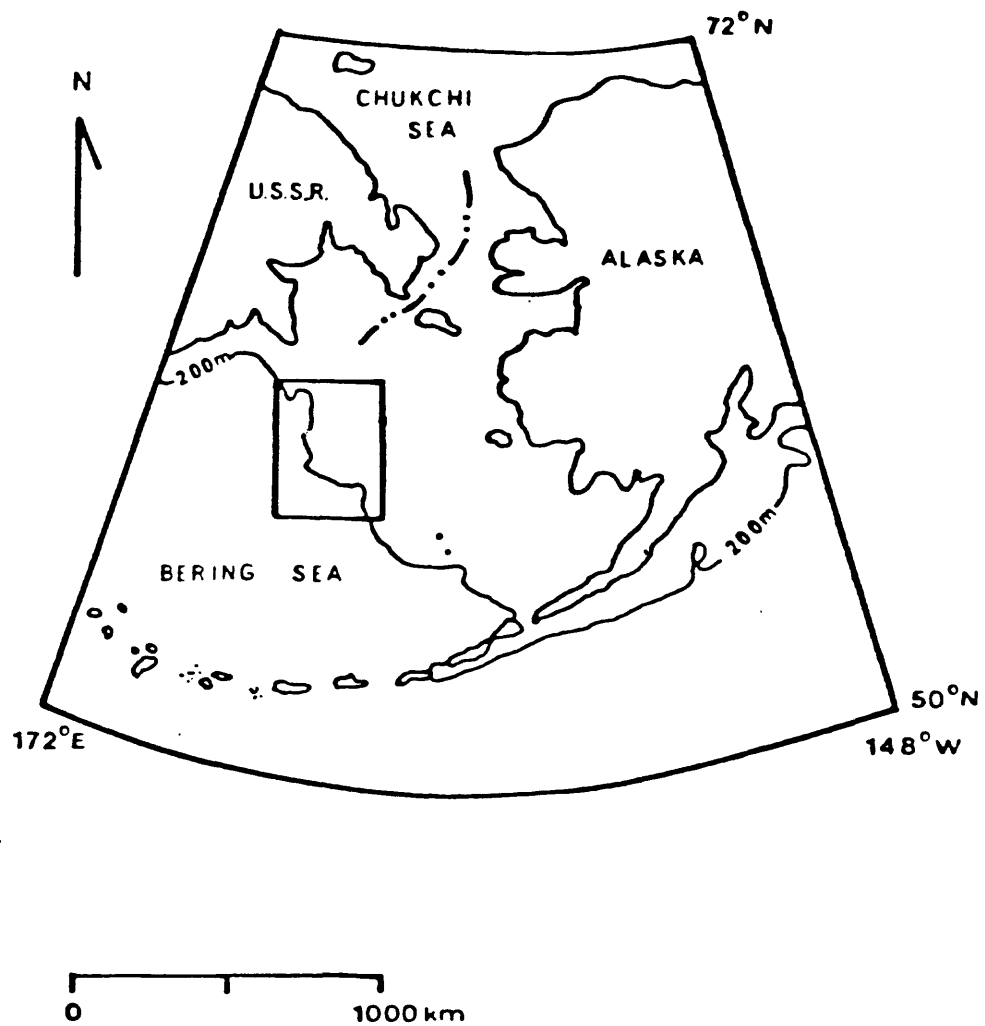 72°N
N
CHUKCHI
SEA
U.S.S.R.
ALASKA
200m
200m
BERING SEA
50°N
172°E
148°W
0 1000 km